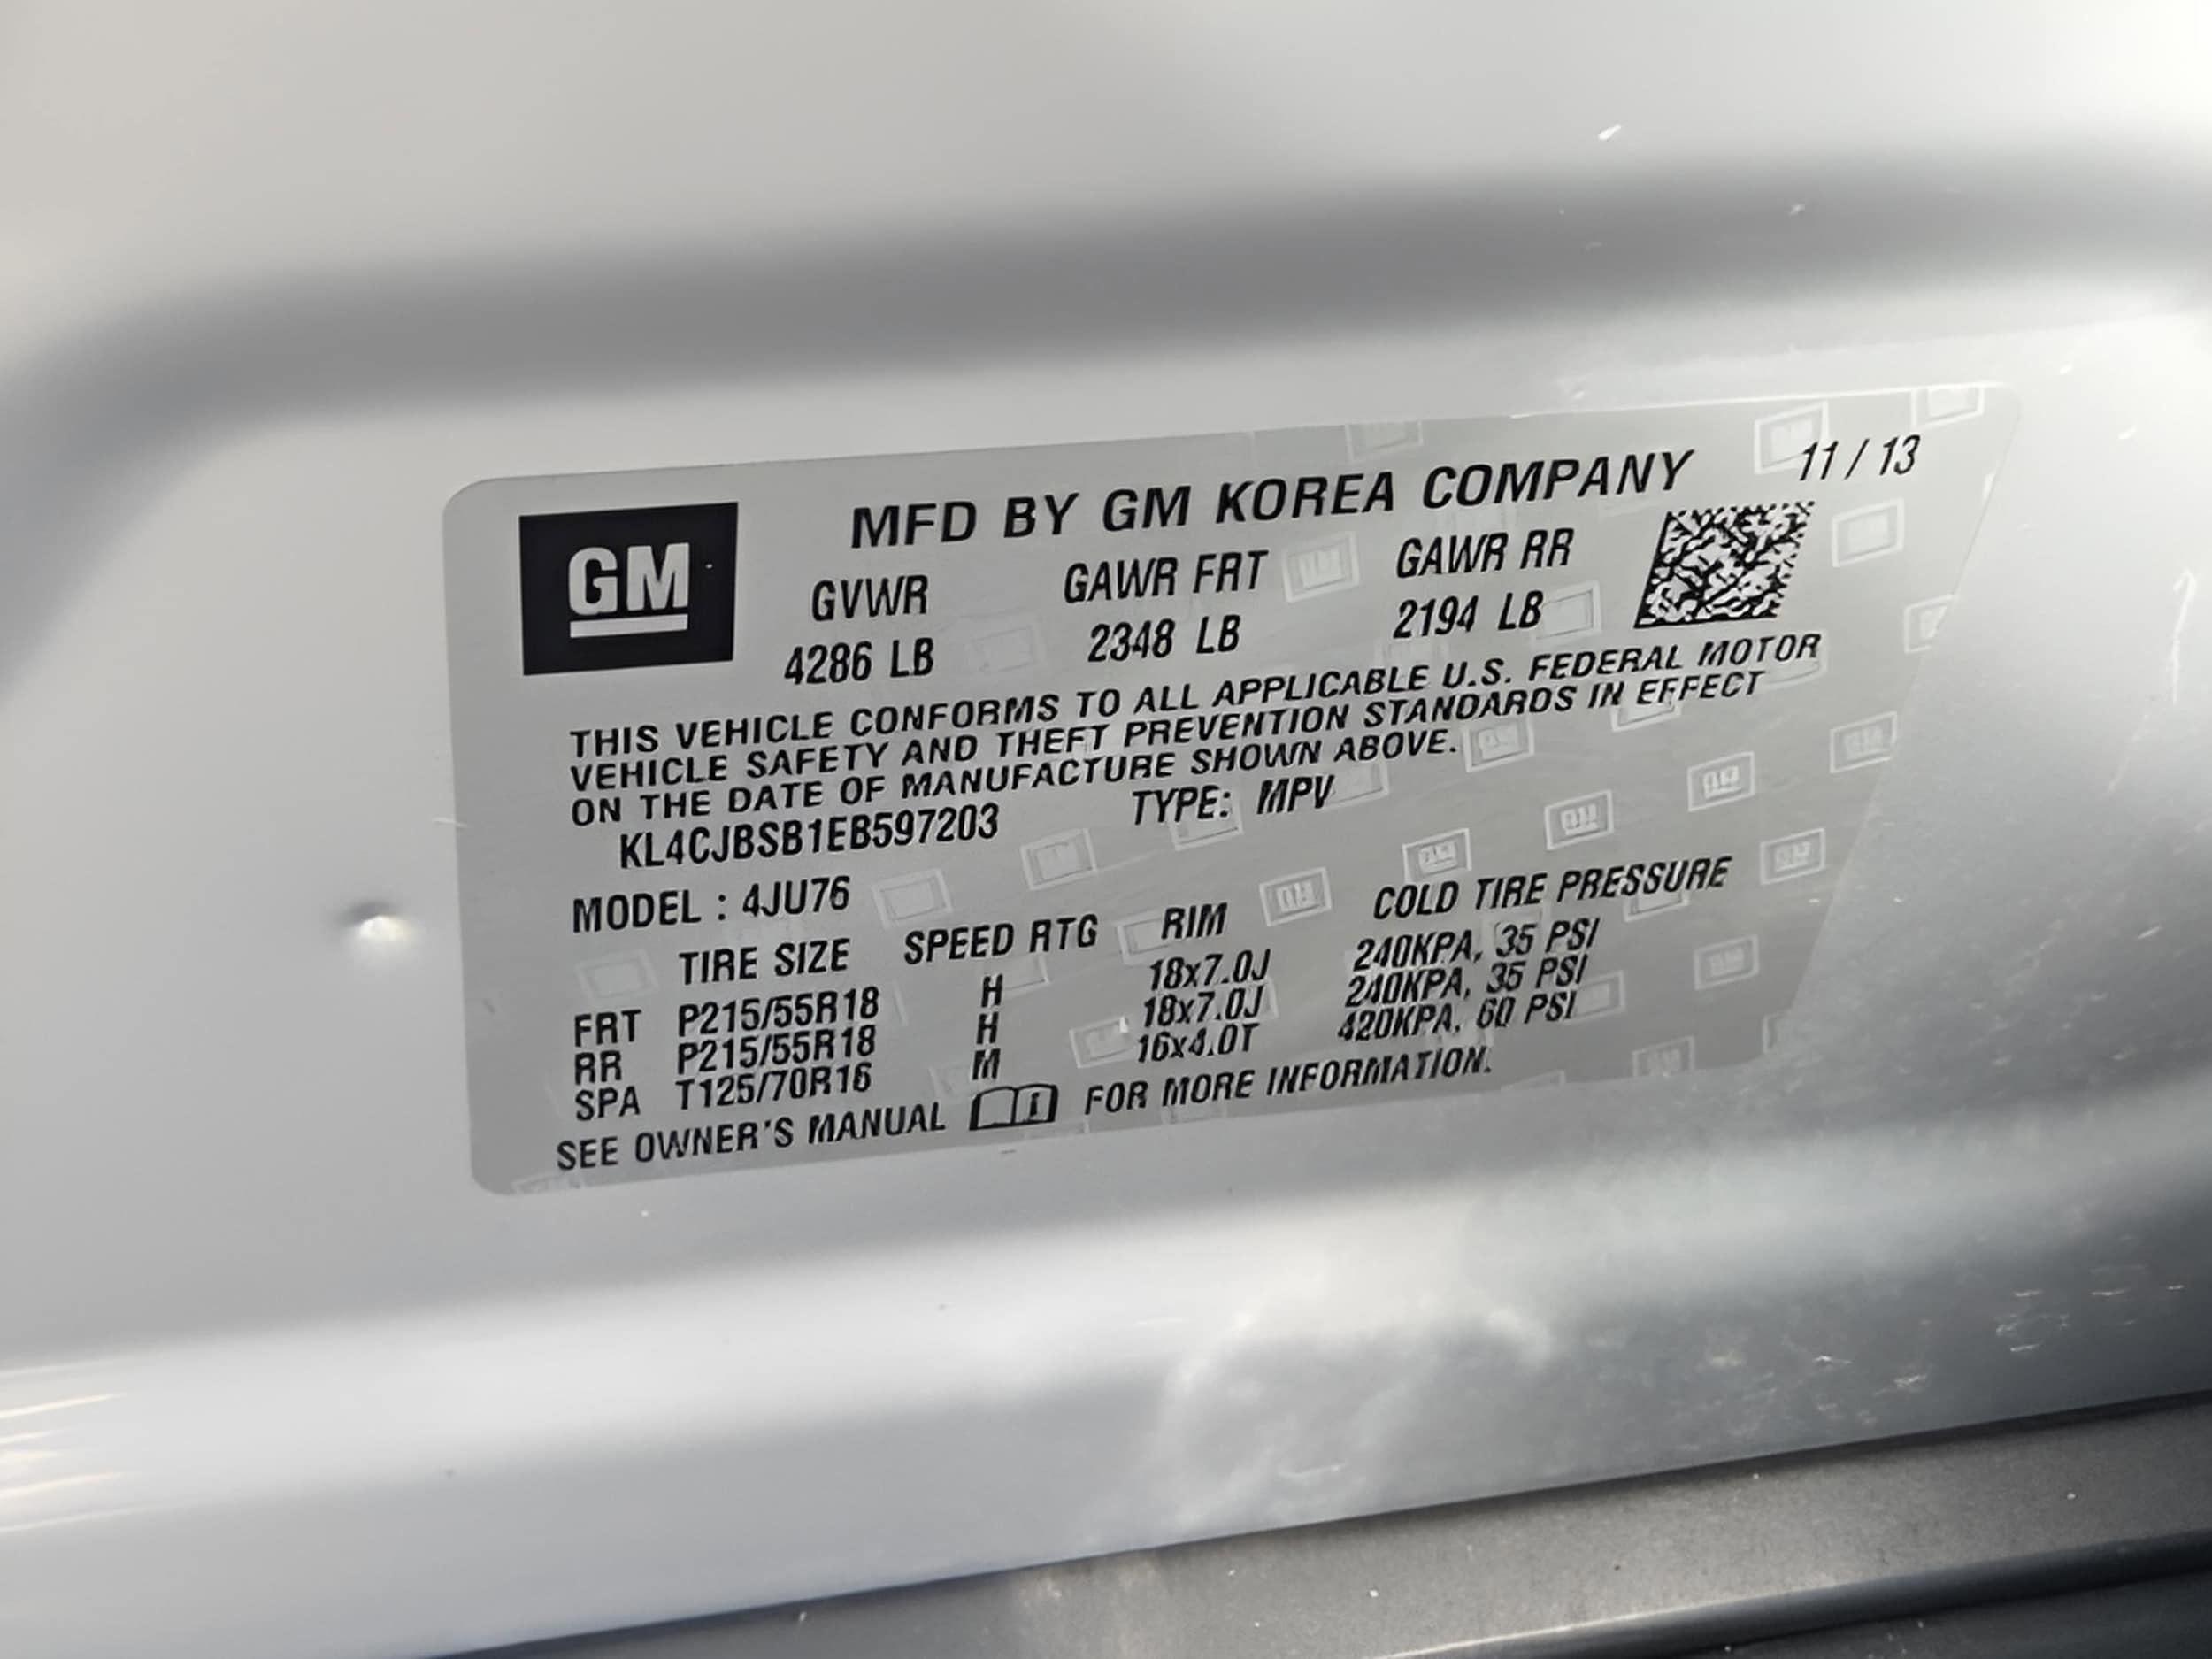 MFD BY GM KOREA COMPANY 11 / 13
GM
GVWR GAWR FRT GAWR RR
4286 LB 2348 LB 2194 LB
THIS VEHICLE CONFORMS TO ALL APPLICABLE U.S. FEDERAL MOTOR
VEHICLE SAFETY AND THEFT PREVENTION STANDARDS IN EFFECT
ON THE DATE OF MANUFACTURE SHOWN ABOVE.
KL4CJBSB1EB597203 TYPE: MPV
MODEL : 4JU76
TIRE SIZE SPEED RTG RIM COLD TIRE PRESSURE
FRT P215/55R18 H 18x7.0J 240KPA, 35 PSI
RR P215/55R18 H 18x7.0J 240KPA, 35 PSI
SPA T125/70R16 M 16x4.0T 420KPA, 60 PSI
SEE OWNER'S MANUAL FOR MORE INFORMATION.